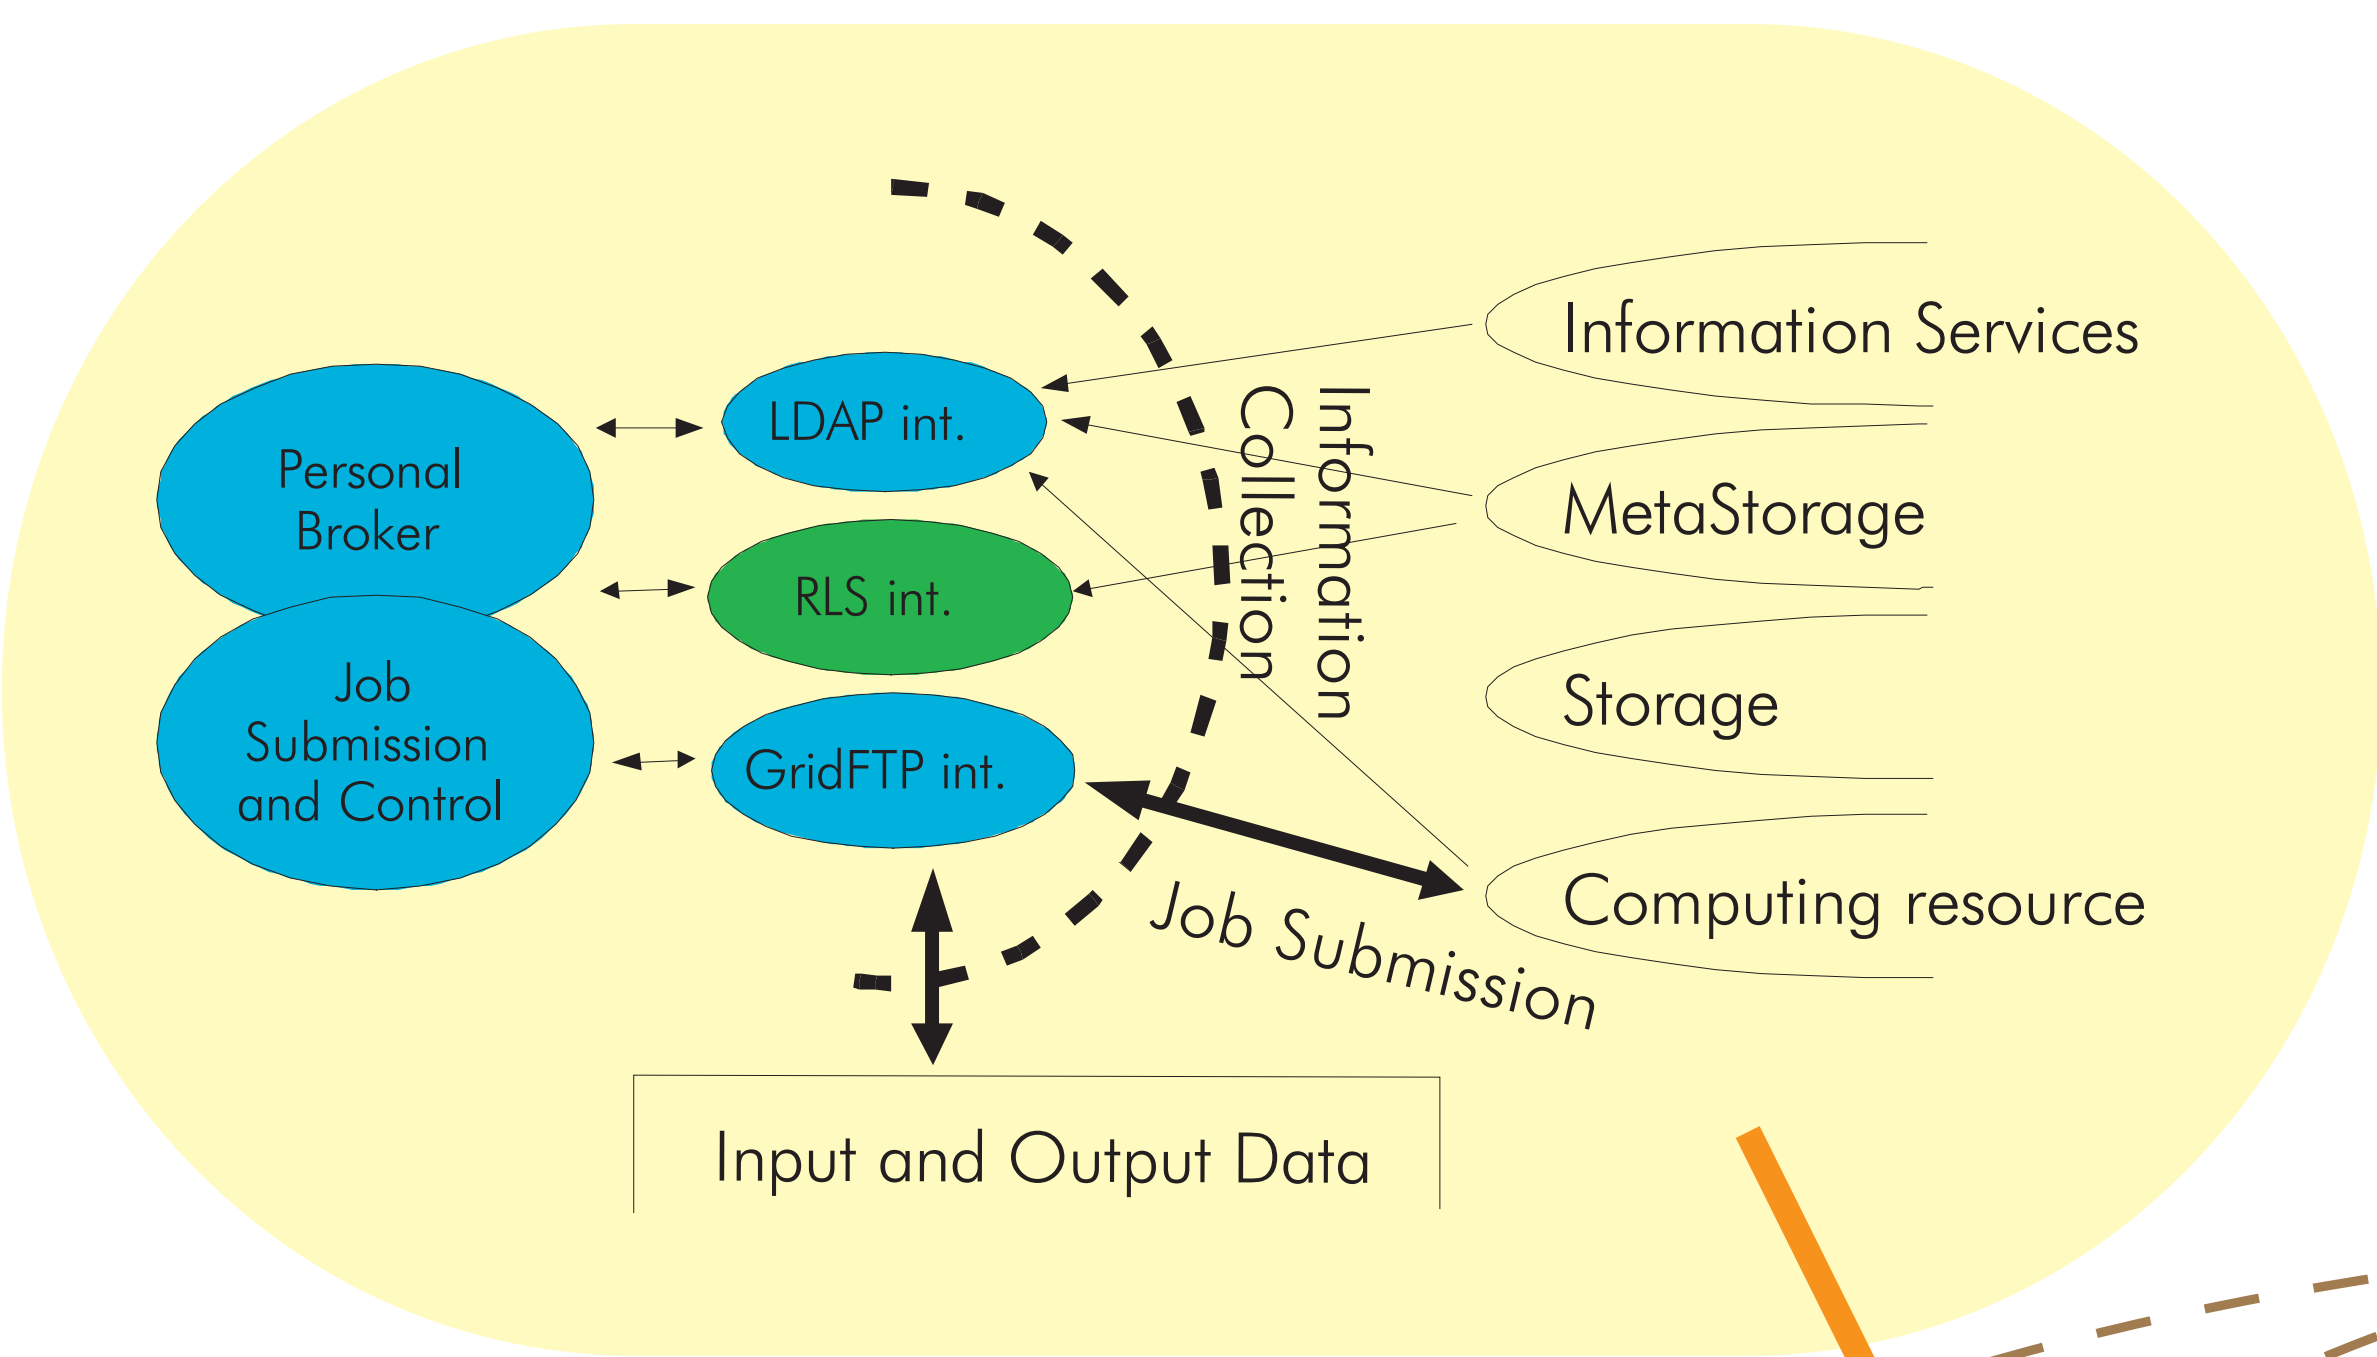 Personal
Broker
Job
Submission
and Control
LDAP int.
RLS int.
GridFTP int.
Information
Collection
Information Services
MetaStorage
Storage
Computing resource
Job Submission
Input and Output Data